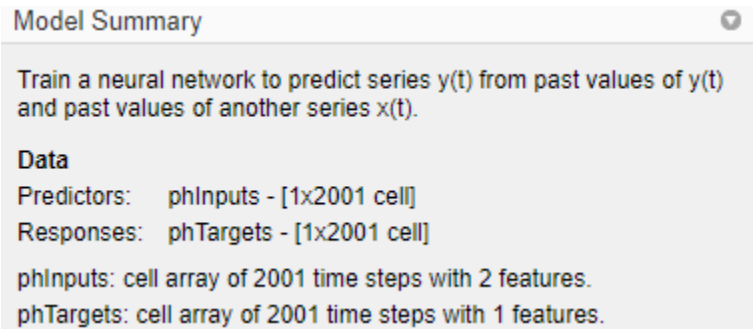 Model Summary
Train a neural network to predict series y(t) from past values of y(t)
and past values of another series x(t).
Data
Predictors: phInputs - [1x2001 cell]
Responses: phTargets - [1x2001 cell]
phInputs: cell array of 2001 time steps with 2 features.
phTargets: cell array of 2001 time steps with 1 features.